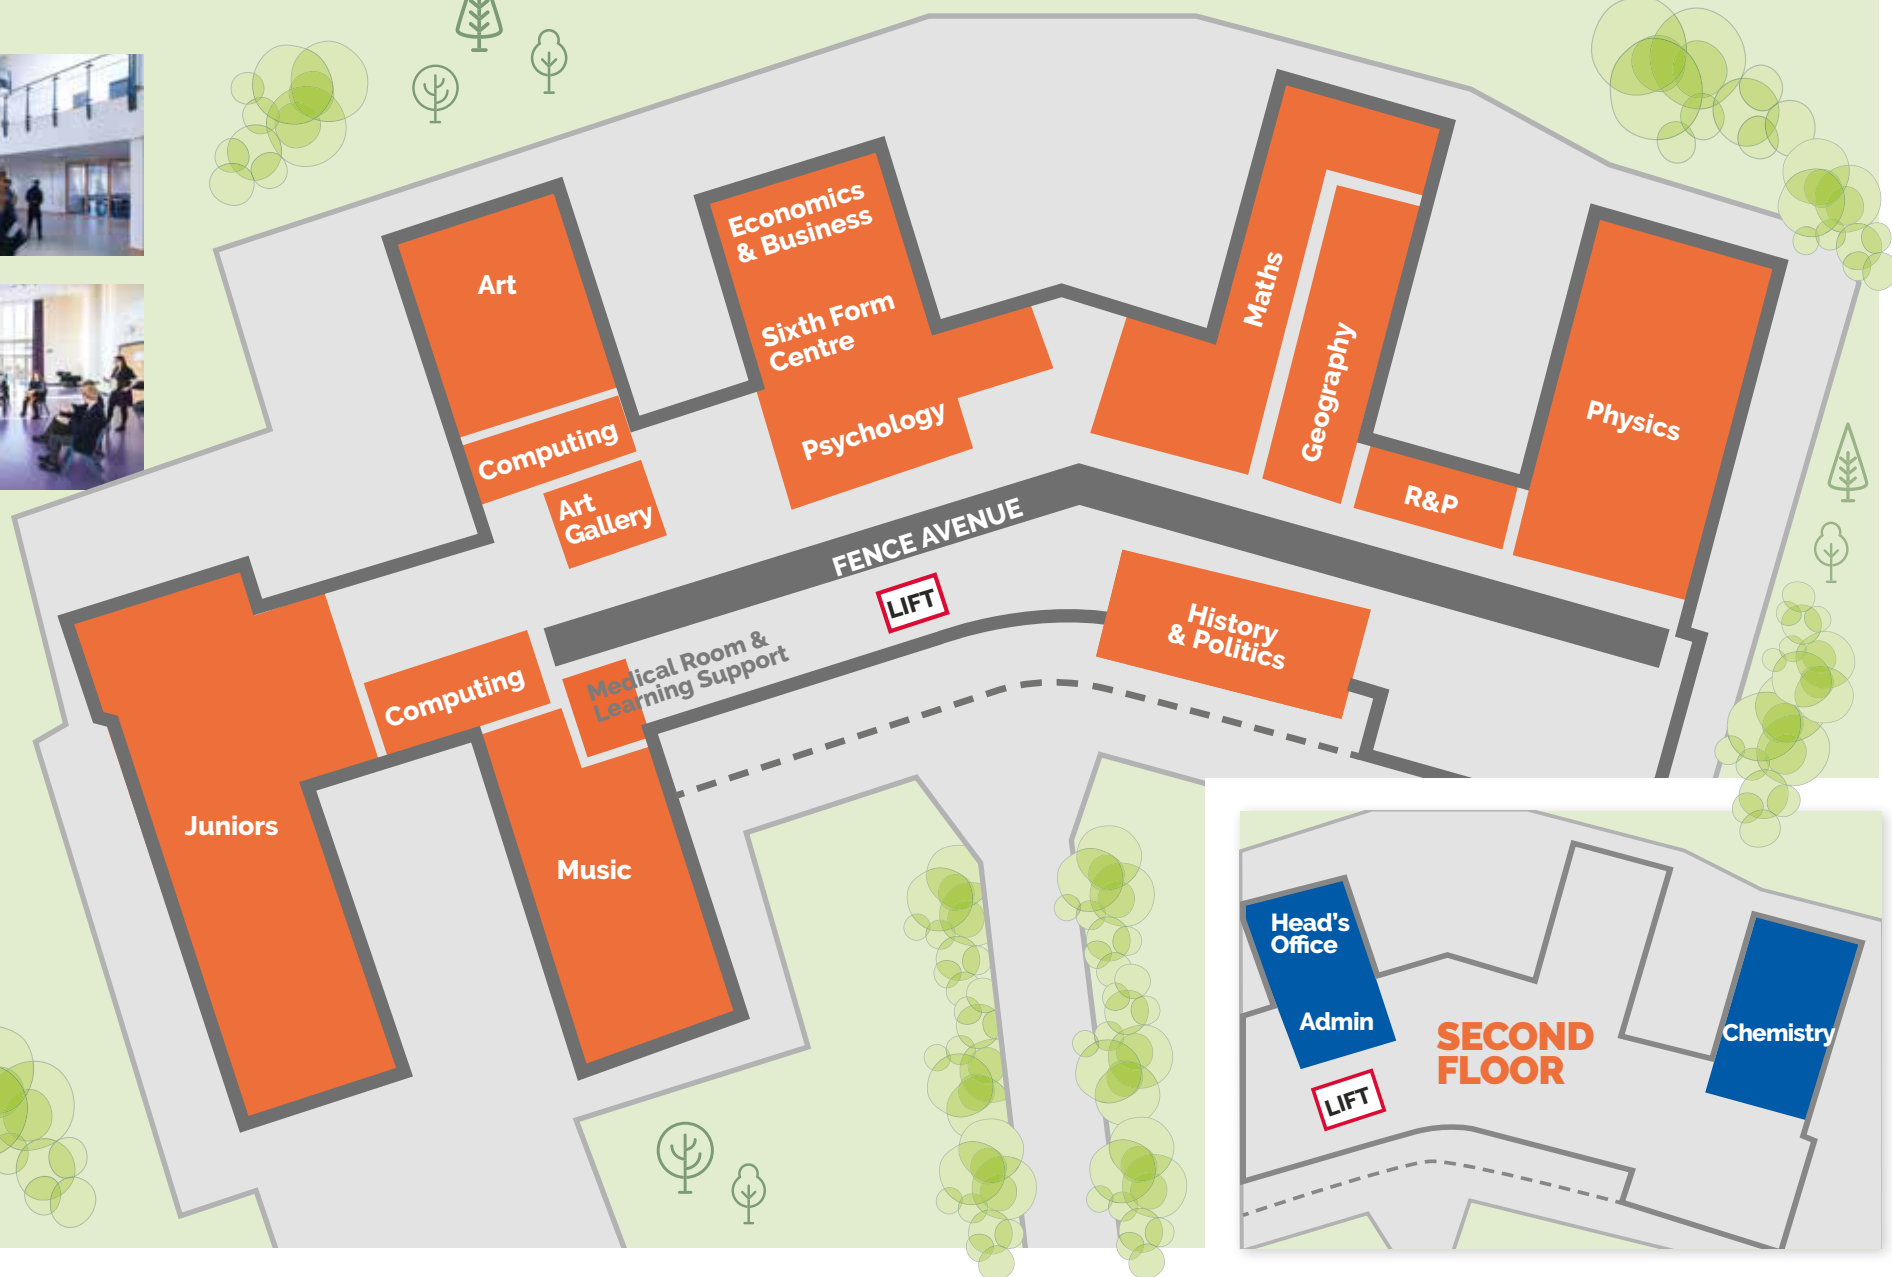 Art
Economics
& Business
Sixth Form
Centre
Psychology
Computing
Art
Gallery
Maths
Geography
R&P
Physics
FENCE AVENUE
LIFT
History
& Politics
Medical Room &
Learning Support
Computing
Juniors
Music
Head's
Office
Admin
SECOND
FLOOR
Chemistry
LIFT